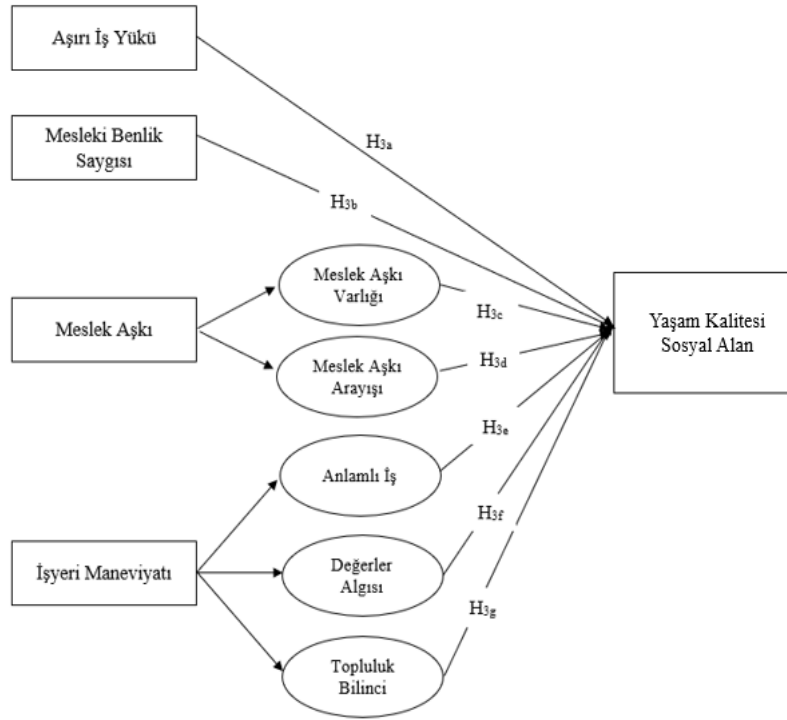 Aşırı İş Yükü
Mesleki Benlik
Saygısı
H3a
H3b
Meslek Aşkı
Varlığı
H3c
Meslek Aşkı
Yaşam Kalitesi
Sosyal Alan
Meslek Aşkı
Arayışı
H3d
H3e
Anlamlı İş
H3f
İşyeri Maneviyatı
Değerler
Algısı
H3g
Topluluk
Bilinci